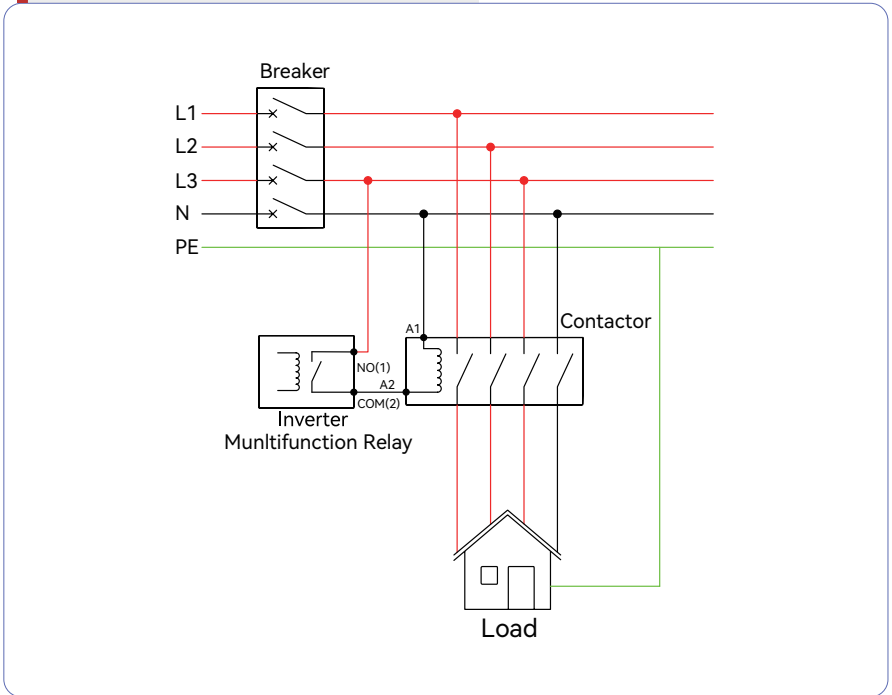 Breaker
L1
L2
L3
N
PE
A1
Contactor
NO(1)
A2
COM(2)
Inverter
Munltifunction Relay
Load